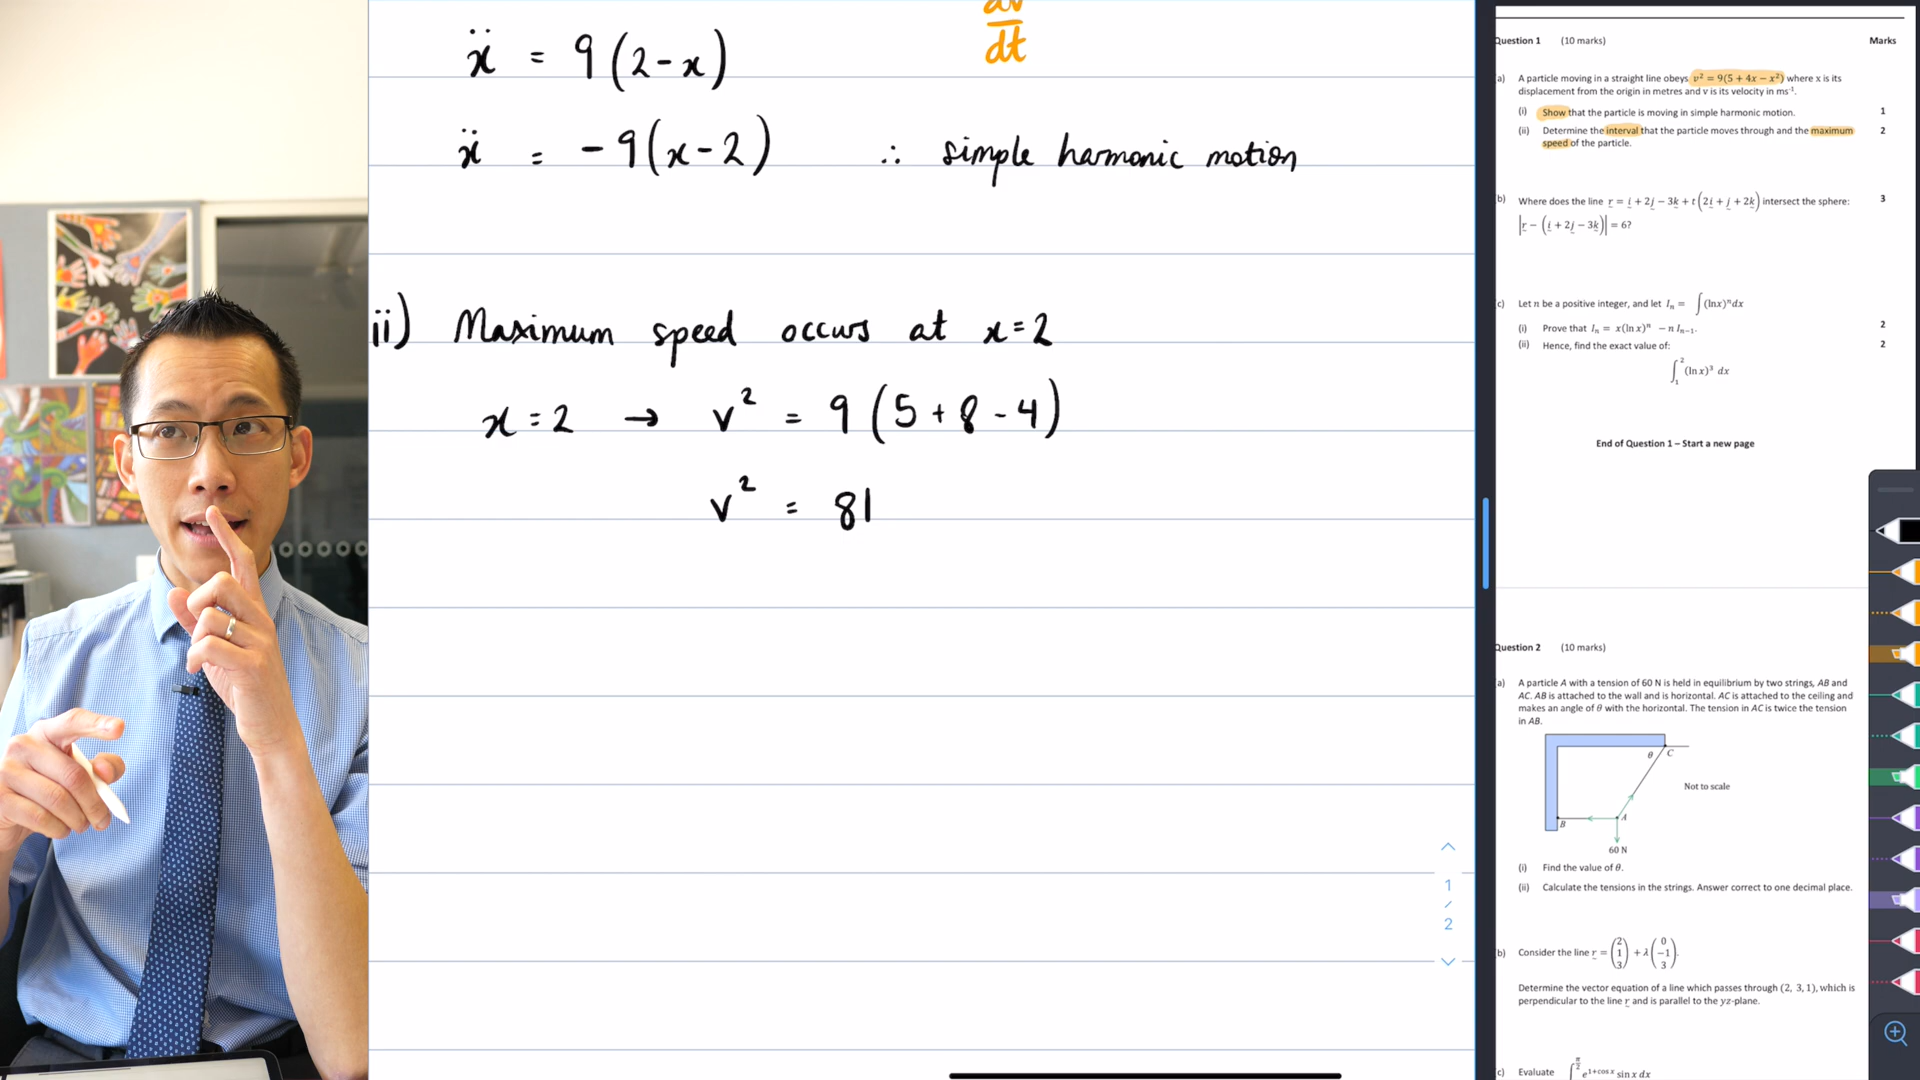 dv
dt
ẍ = 9(2-x)
ẍ = -9(x-2) ∴ simple harmonic motion
ii) Maximum speed occurs at x=2
x=2 → v² = 9(5+8-4)
v² = 81
1
/
2
Question 1 (10 marks) Marks
a) A particle moving in a straight line obeys v² = 9(5 + 4x − x²) where x is its
displacement from the origin in metres and v is its velocity in ms⁻¹.
(i) Show that the particle is moving in simple harmonic motion. 1
(ii) Determine the interval that the particle moves through and the maximum 2
speed of the particle.
b) Where does the line r = i + 2j − 3k + t(2i + j + 2k) intersect the sphere: 3
|r − (i + 2j − 3k)| = 6?
c) Let n be a positive integer, and let Iₙ = ∫(lnx)ⁿdx
(i) Prove that Iₙ = x(ln x)ⁿ − n Iₙ₋₁. 2
(ii) Hence, find the exact value of: 2
∫₁² (ln x)³ dx
End of Question 1 – Start a new page
Question 2 (10 marks)
a) A particle A with a tension of 60 N is held in equilibrium by two strings, AB and
AC. AB is attached to the wall and is horizontal. AC is attached to the ceiling and
makes an angle of θ with the horizontal. The tension in AC is twice the tension
in AB.
θ C
Not to scale
B A
60 N
(i) Find the value of θ.
(ii) Calculate the tensions in the strings. Answer correct to one decimal place.
b) Consider the line r = (2 1 3) + λ(0 −1 3).
Determine the vector equation of a line which passes through (2, 3, 1), which is
perpendicular to the line r and is parallel to the yz-plane.
c) Evaluate ∫ π/2 e¹⁺ᶜᵒˢ ˣ sin x dx